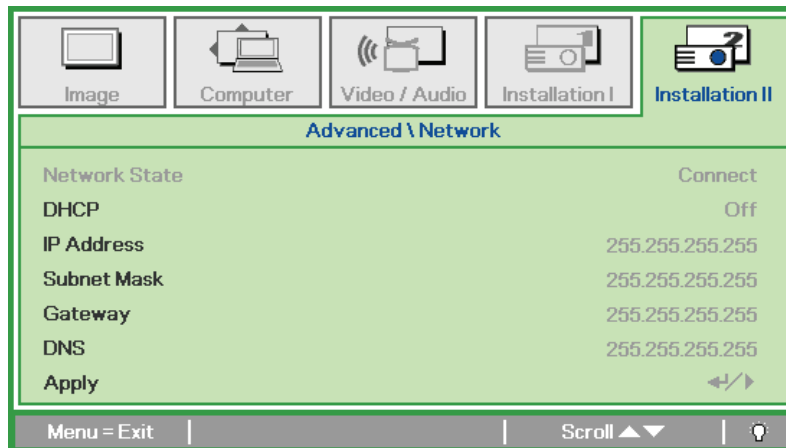 Image Computer Video / Audio Installation I Installation II
Advanced \ Network
Network State Connect
DHCP Off
IP Address 255.255.255.255
Subnet Mask 255.255.255.255
Gateway 255.255.255.255
DNS 255.255.255.255
Apply
Menu = Exit Scroll ▲▼